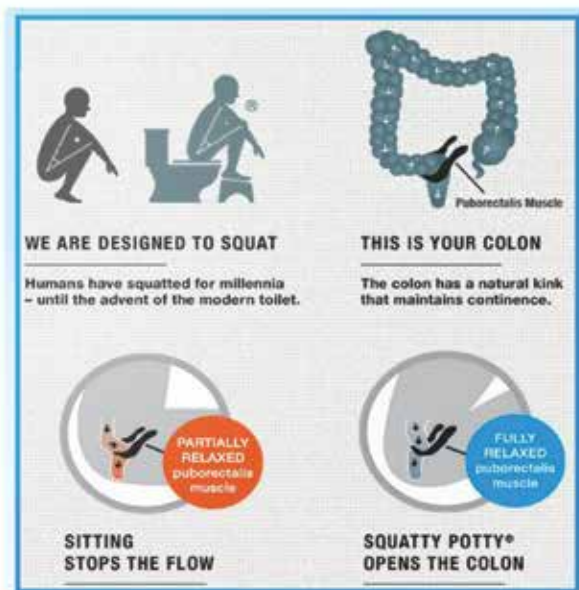 ®
Puborectalis Muscle
WE ARE DESIGNED TO SQUAT
Humans have squatted for millennia
– until the advent of the modern toilet.
THIS IS YOUR COLON
The colon has a natural kink
that maintains continence.
PARTIALLY
RELAXED
puborectalis
muscle
SITTING
STOPS THE FLOW
FULLY
RELAXED
puborectalis
muscle
SQUATTY POTTY®
OPENS THE COLON